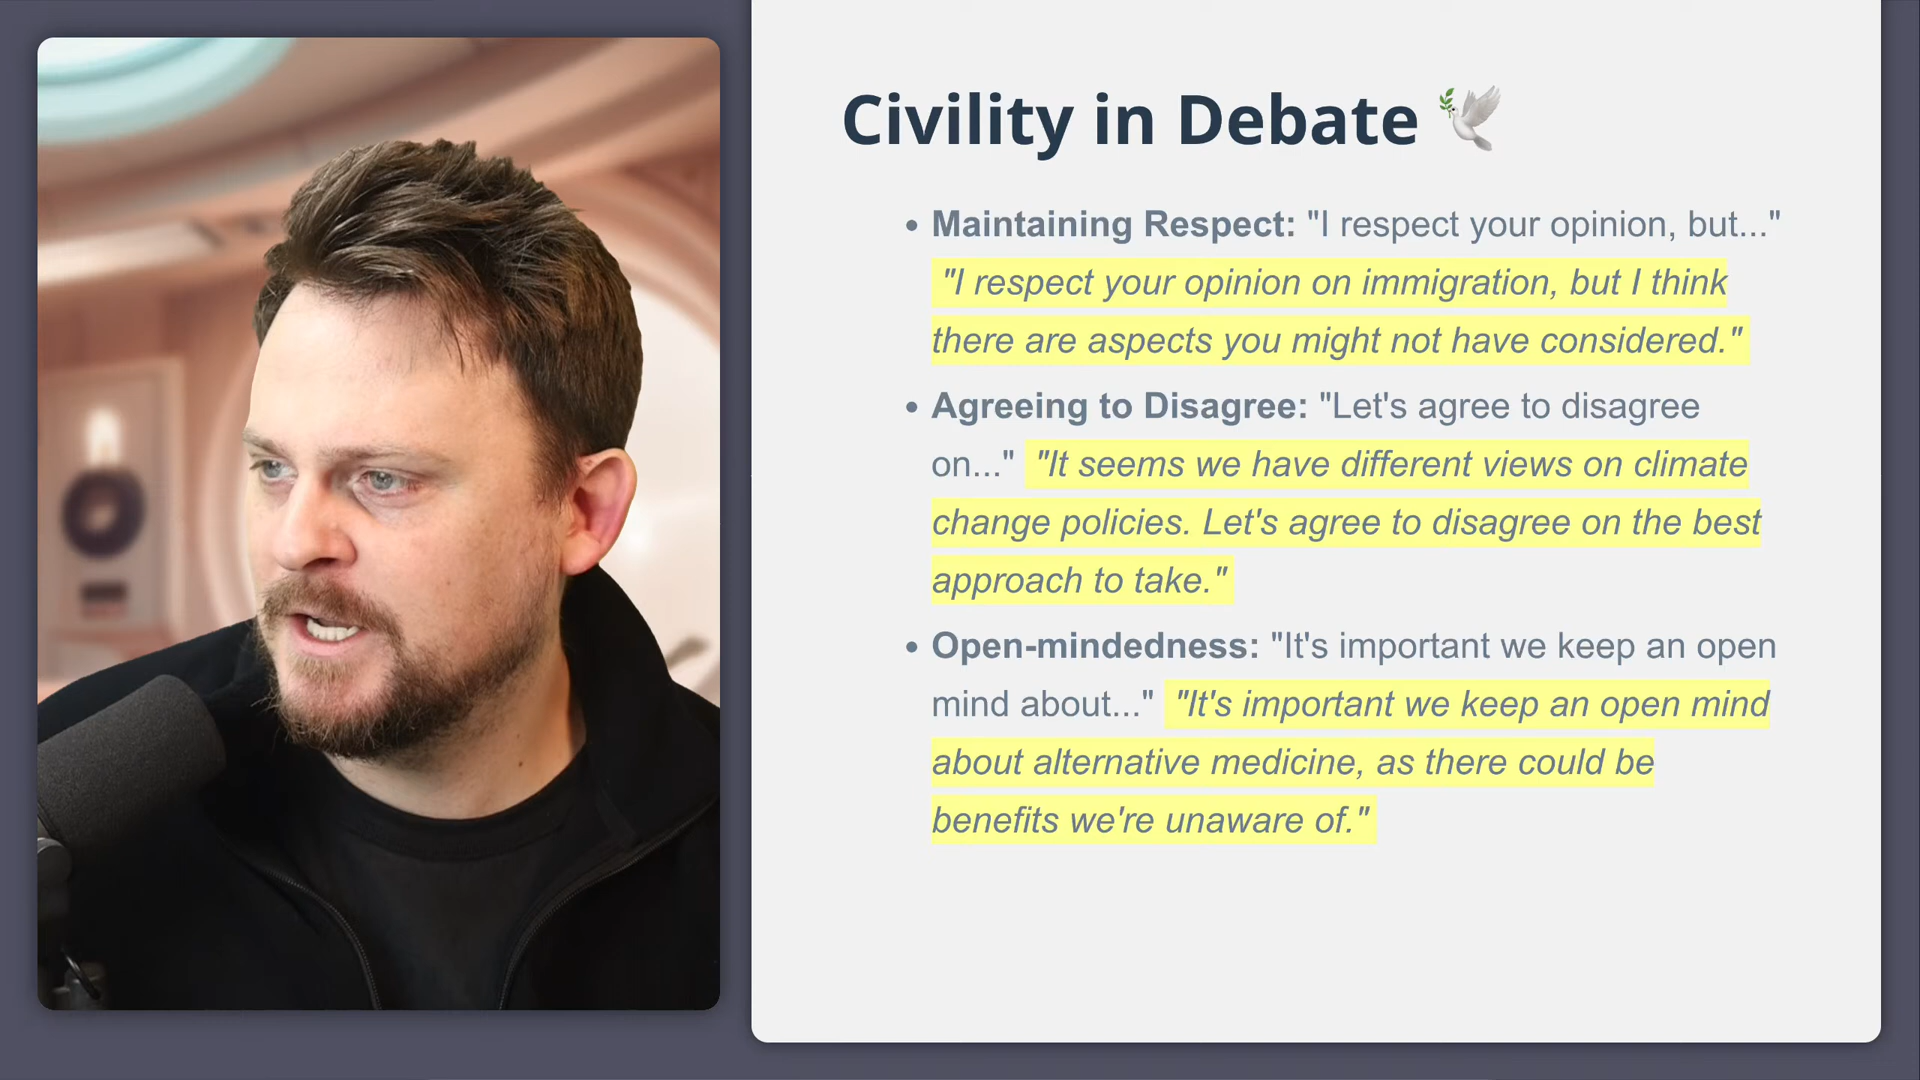 Civility in Debate 🕊️
• Maintaining Respect: "I respect your opinion, but..."
"I respect your opinion on immigration, but I think
there are aspects you might not have considered."
• Agreeing to Disagree: "Let's agree to disagree
on..." "It seems we have different views on climate
change policies. Let's agree to disagree on the best
approach to take."
• Open-mindedness: "It's important we keep an open
mind about..." "It's important we keep an open mind
about alternative medicine, as there could be
benefits we're unaware of."